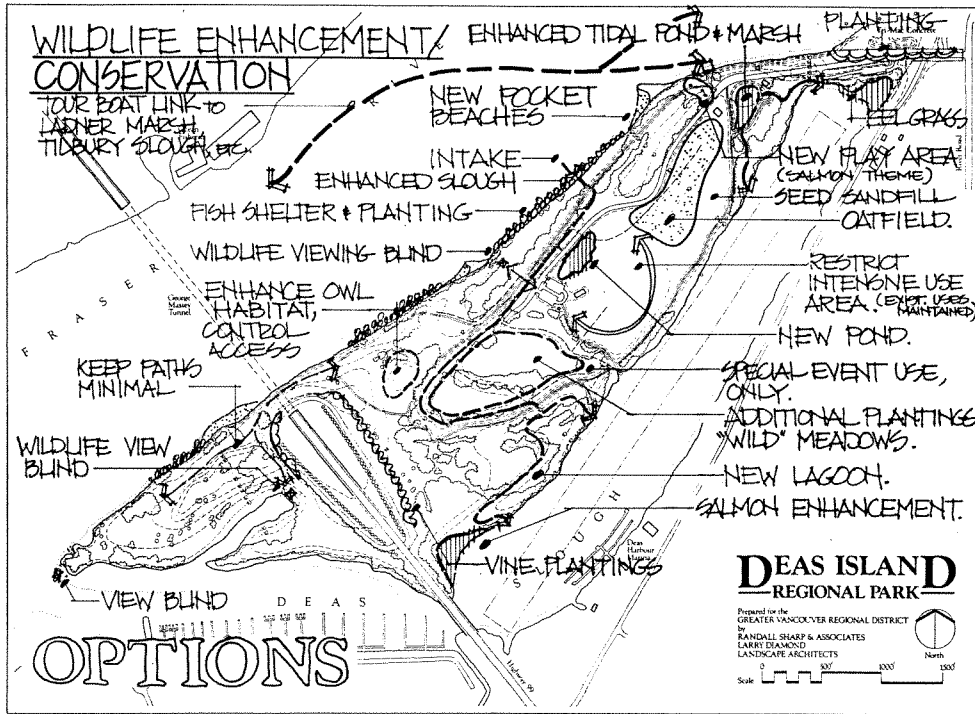 WILDLIFE ENHANCEMENT/
CONSERVATION
TOUR BOAT LINK TO
LADNER MARSH
TILBURY SLOUGH, ETC.
ENHANCED TIDAL POND & MARSH
PLANTING
NEW POCKET
BEACHES
EELGRASS
INTAKE
ENHANCED SLOUGH
NEW PLAY AREA
(SALMON THEME)
FISH SHELTER & PLANTING
SEED SANDFILL
OATFIELD.
WILDLIFE VIEWING BLIND
RESTRICT
INTENSIVE USE
AREA. (EXIST. USES
MAINTAINED)
ENHANCE OWL
HABITAT,
CONTROL
ACCESS
NEW POND.
FRASER
George
Massey
Tunnel
KEEP PATHS
MINIMAL
SPECIAL EVENT USE,
ONLY.
ADDITIONAL PLANTINGS
"WILD" MEADOWS.
WILDLIFE VIEW
BLIND
NEW LAGOON.
SALMON ENHANCEMENT.
VINE PLANTINGS
VIEW BLIND
DEAS
SLOUGH
Deas
Harbour
Marina
Highway 99
OPTIONS
DEAS ISLAND
REGIONAL PARK
Prepared for the
GREATER VANCOUVER REGIONAL DISTRICT
by
RANDALL SHARP & ASSOCIATES
LARRY DIAMOND
LANDSCAPE ARCHITECTS
North
Scale 0 500' 1000' 1500'